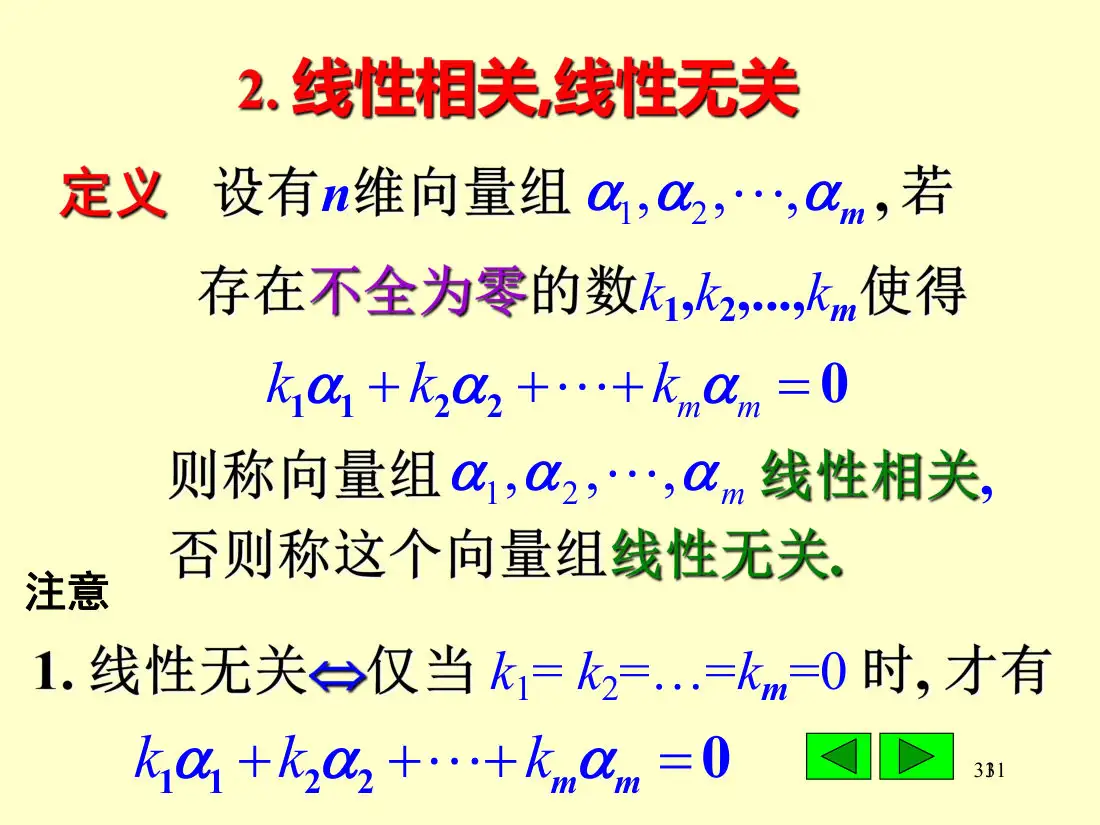 2. 线性相关,线性无关
定义 设有n维向量组 α₁,α₂,⋯,αₘ , 若
存在不全为零的数k₁,k₂,...,kₘ使得
k₁α₁ + k₂α₂ + ⋯ + kₘαₘ = 0
则称向量组 α₁,α₂,⋯,αₘ 线性相关,
否则称这个向量组线性无关.
注意
1. 线性无关⇔仅当 k₁= k₂=…=kₘ=0 时, 才有
k₁α₁ + k₂α₂ + ⋯ + kₘαₘ = 0